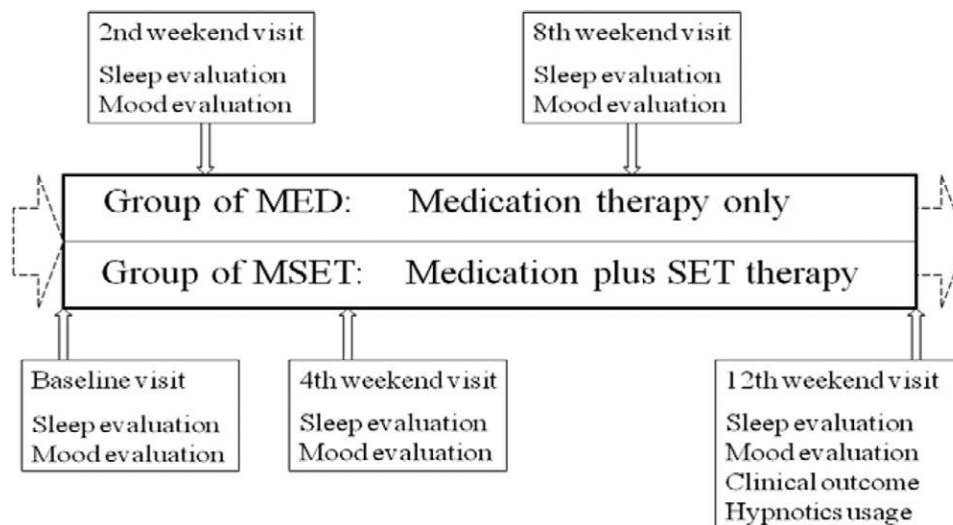 2nd weekend visit
Sleep evaluation
Mood evaluation
8th weekend visit
Sleep evaluation
Mood evaluation
Group of MED: Medication therapy only
Group of MSET: Medication plus SET therapy
Baseline visit
Sleep evaluation
Mood evaluation
4th weekend visit
Sleep evaluation
Mood evaluation
12th weekend visit
Sleep evaluation
Mood evaluation
Clinical outcome
Hypnotics usage